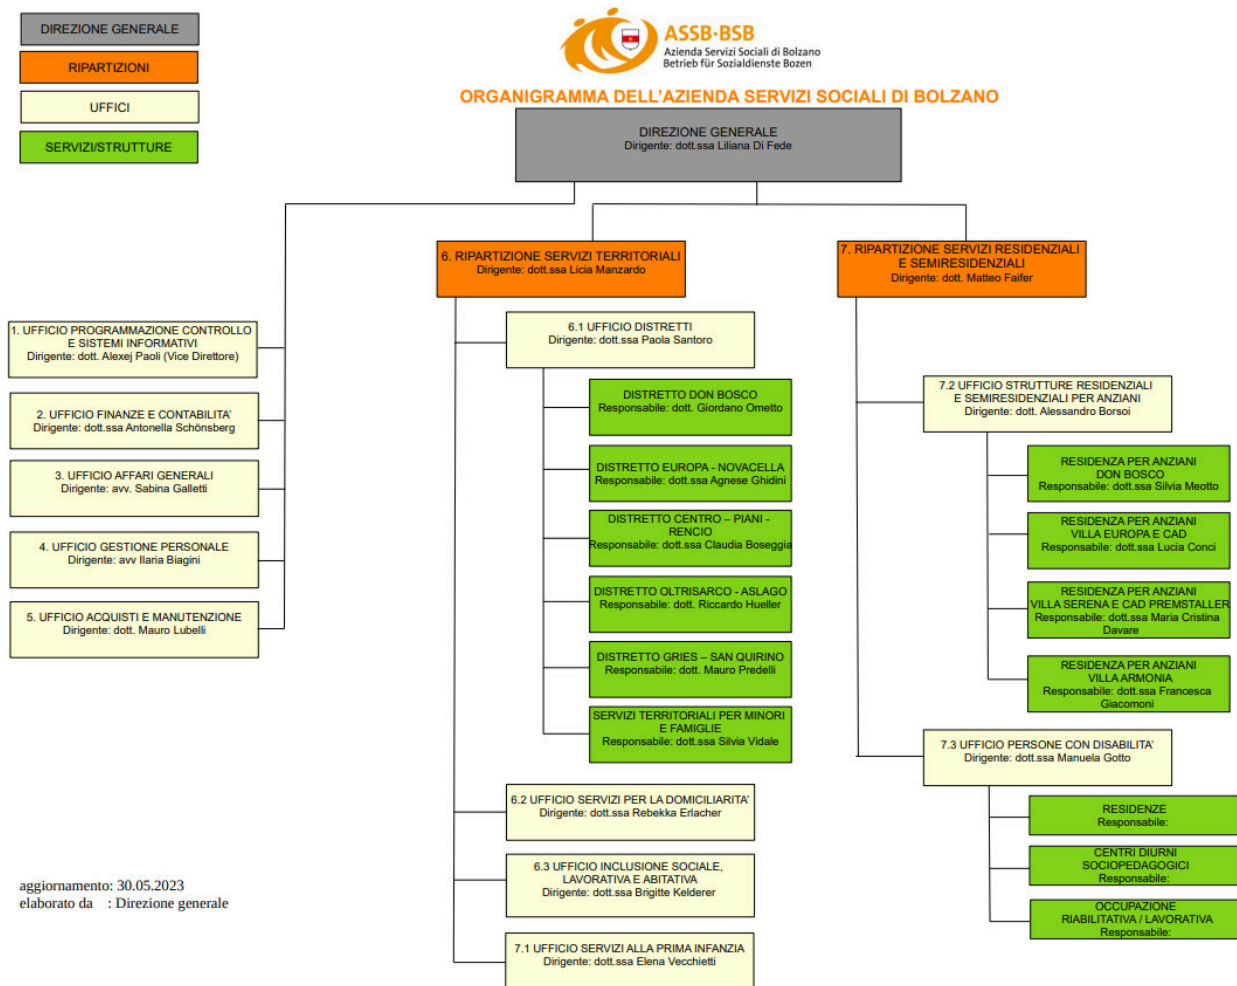 DIREZIONE GENERALE
RIPARTIZIONI
UFFICI
SERVIZI/STRUTTURE
ASSB·BSB
Azienda Servizi Sociali di Bolzano
Betrieb für Sozialdienste Bozen
ORGANIGRAMMA DELL'AZIENDA SERVIZI SOCIALI DI BOLZANO
DIREZIONE GENERALE
Dirigente: dott.ssa Liliana Di Fede
1. UFFICIO PROGRAMMAZIONE CONTROLLO
E SISTEMI INFORMATIVI
Dirigente: dott. Alexej Paoli (Vice Direttore)
2. UFFICIO FINANZE E CONTABILITA'
Dirigente: dott.ssa Antonella Schönsberg
3. UFFICIO AFFARI GENERALI
Dirigente: avv. Sabina Galletti
4. UFFICIO GESTIONE PERSONALE
Dirigente: avv Ilaria Biagini
5. UFFICIO ACQUISTI E MANUTENZIONE
Dirigente: dott. Mauro Lubelli
6. RIPARTIZIONE SERVIZI TERRITORIALI
Dirigente: dott.ssa Licia Manzardo
6.1 UFFICIO DISTRETTI
Dirigente: dott.ssa Paola Santoro
DISTRETTO DON BOSCO
Responsabile: dott. Giordano Ometto
DISTRETTO EUROPA - NOVACELLA
Responsabile: dott.ssa Agnese Ghidini
DISTRETTO CENTRO – PIANI -
RENCIO
Responsabile: dott.ssa Claudia Boseggia
DISTRETTO OLTRISARCO - ASLAGO
Responsabile: dott. Riccardo Hueller
DISTRETTO GRIES – SAN QUIRINO
Responsabile: dott. Mauro Predelli
SERVIZI TERRITORIALI PER MINORI
E FAMIGLIE
Responsabile: dott.ssa Silvia Vidale
6.2 UFFICIO SERVIZI PER LA DOMICILIARITA'
Dirigente: dott.ssa Rebekka Erlacher
6.3 UFFICIO INCLUSIONE SOCIALE,
LAVORATIVA E ABITATIVA
Dirigente: dott.ssa Brigitte Kelderer
7.1 UFFICIO SERVIZI ALLA PRIMA INFANZIA
Dirigente: dott.ssa Elena Vecchietti
7. RIPARTIZIONE SERVIZI RESIDENZIALI
E SEMIRESIDENZIALI
Dirigente: dott. Matteo Faifer
7.2 UFFICIO STRUTTURE RESIDENZIALI
E SEMIRESIDENZIALI PER ANZIANI
Dirigente: dott. Alessandro Borsoi
RESIDENZA PER ANZIANI
DON BOSCO
Responsabile: dott.ssa Silvia Meotto
RESIDENZA PER ANZIANI
VILLA EUROPA E CAD
Responsabile: dott.ssa Lucia Conci
RESIDENZA PER ANZIANI
VILLA SERENA E CAD PREMSTALLER
Responsabile: dott.ssa Maria Cristina
Davare
RESIDENZA PER ANZIANI
VILLA ARMONIA
Responsabile: dott.ssa Francesca
Giacomoni
7.3 UFFICIO PERSONE CON DISABILITA'
Dirigente: dott.ssa Manuela Gotto
RESIDENZE
Responsabile:
CENTRI DIURNI
SOCIOPEDAGOGICI
Responsabile:
OCCUPAZIONE
RIABILITATIVA / LAVORATIVA
Responsabile:
aggiornamento: 30.05.2023
elaborato da : Direzione generale